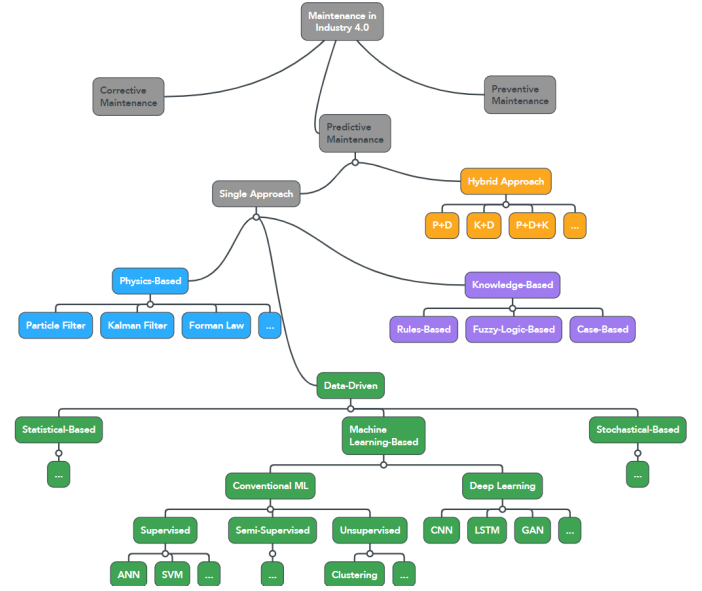 Maintenance in
Industry 4.0
Corrective
Maintenance
Preventive
Maintenance
Predictive
Maintenance
Single Approach
Hybrid Approach
P+D
K+D
P+D+K
...
Physics-Based
Knowledge-Based
Particle Filter
Kalman Filter
Forman Law
...
Rules-Based
Fuzzy-Logic-Based
Case-Based
Data-Driven
Statistical-Based
Machine
Learning-Based
Stochastical-Based
...
...
Conventional ML
Deep Learning
Supervised
Semi-Supervised
Unsupervised
CNN
LSTM
GAN
...
ANN
SVM
...
...
Clustering
...